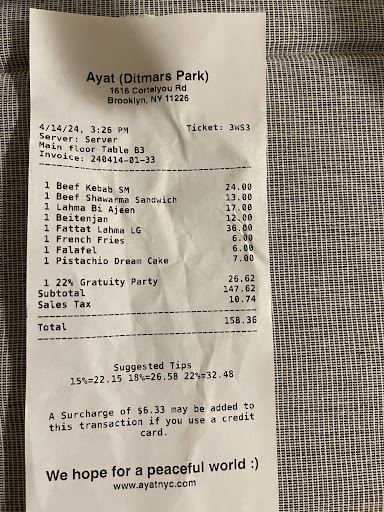 Ayat (Ditmars Park)
1616 Cortelyou Rd
Brooklyn, NY 11226
4/14/24, 3:26 PM Ticket: 3WS3
Server: Server
Main floor Table B3
Invoice: 240414-01-33
1 Beef Kebab SM 24.00
1 Beef Shawarma Sandwich 13.00
1 Lahma Bi Ajeen 17.00
1 Beitenjan 12.00
1 Fattat Lahma LG 36.00
1 French Fries 6.00
1 Falafel 6.00
1 Pistachio Dream Cake 7.00
1 22% Gratuity Party 26.62
Subtotal 147.62
Sales Tax 10.74
Total 158.36
Suggested Tips
15%=22.15 18%=26.58 22%=32.48
A Surcharge of $6.33 may be added to
this transaction if you use a credit
card.
We hope for a peaceful world :)
www.ayatnyc.com